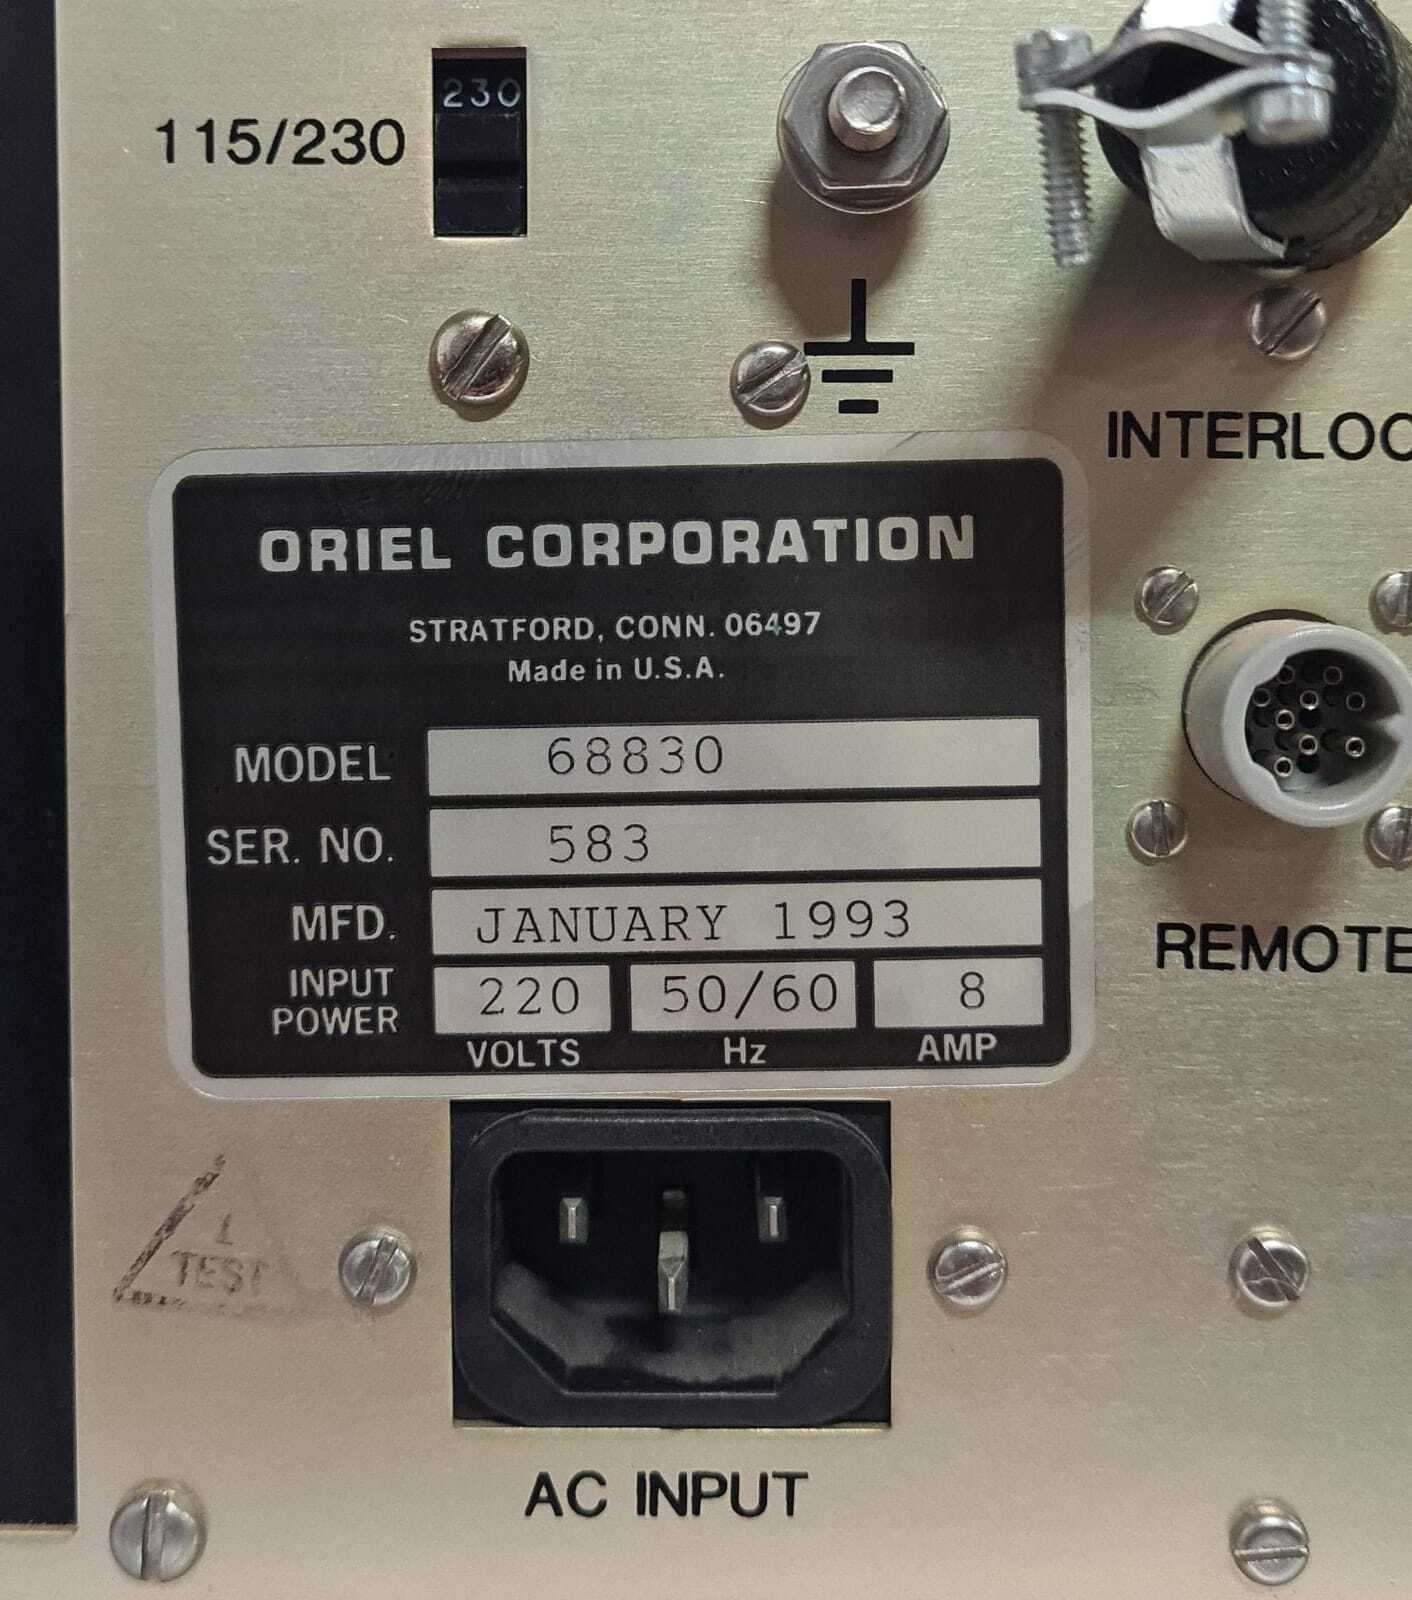 230
115/230
INTERLOC
ORIEL CORPORATION
STRATFORD, CONN. 06497
Made in U.S.A.
MODEL 68830
SER. NO. 583
MFD. JANUARY 1993
INPUT POWER 220 50/60 8
VOLTS Hz AMP
REMOTE
TEST
AC INPUT